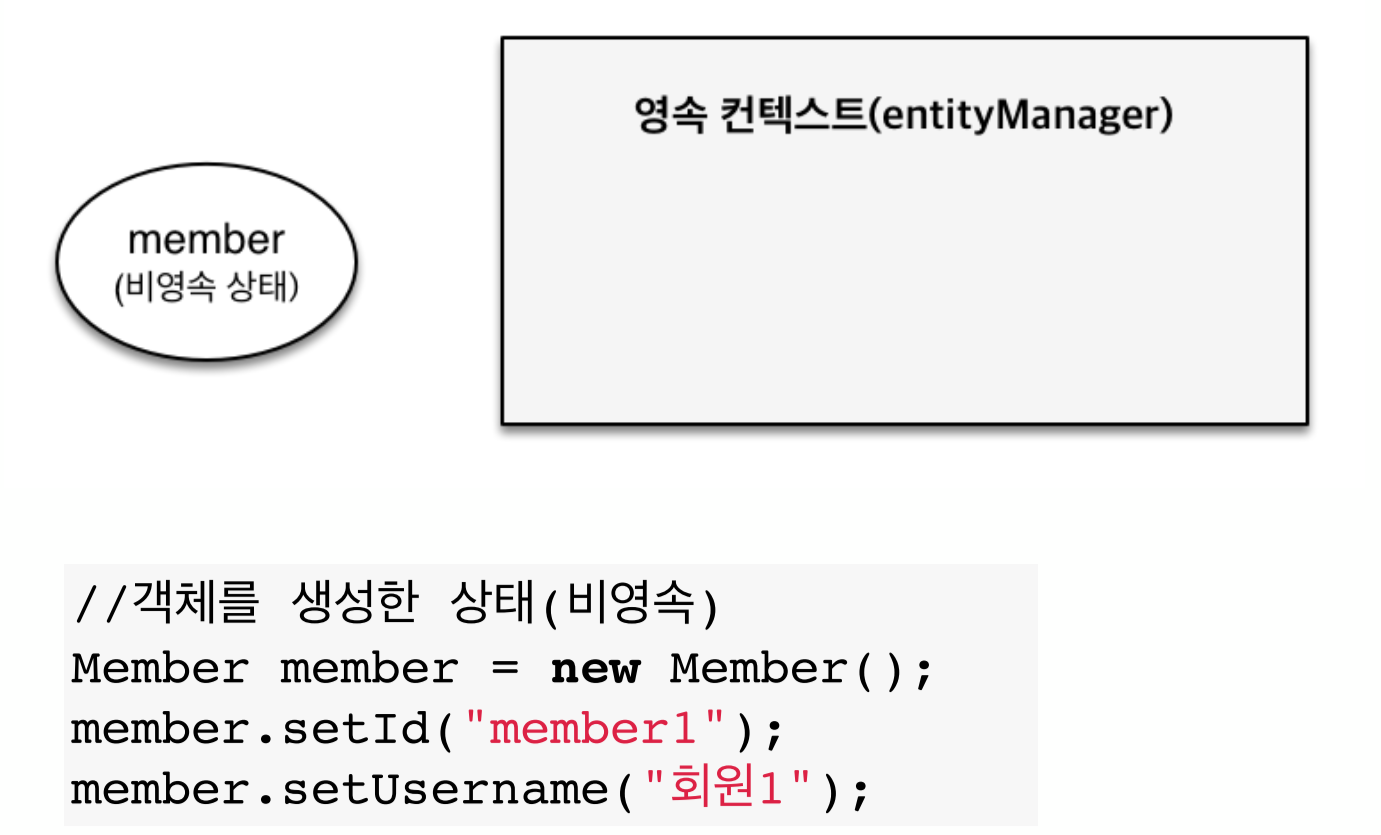 영속 컨텍스트(entityManager)
member
(비영속 상태)
//객체를 생성한 상태(비영속)
Member member = new Member();
member.setId("member1");
member.setUsername("회원1");